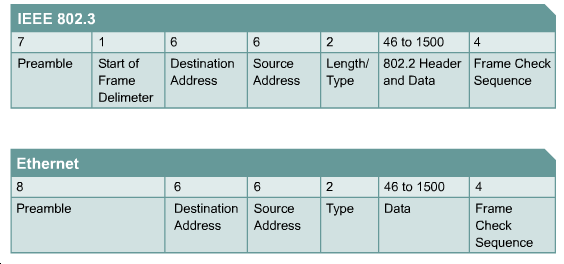 IEEE 802.3
7 1 6 6 2 46 to 1500 4
Preamble Start of Destination Source Length/ 802.2 Header Frame Check
Frame Address Address Type and Data Sequence
Delimeter
Ethernet
8 6 6 2 46 to 1500 4
Preamble Destination Source Type Data Frame
Address Address Check
Sequence